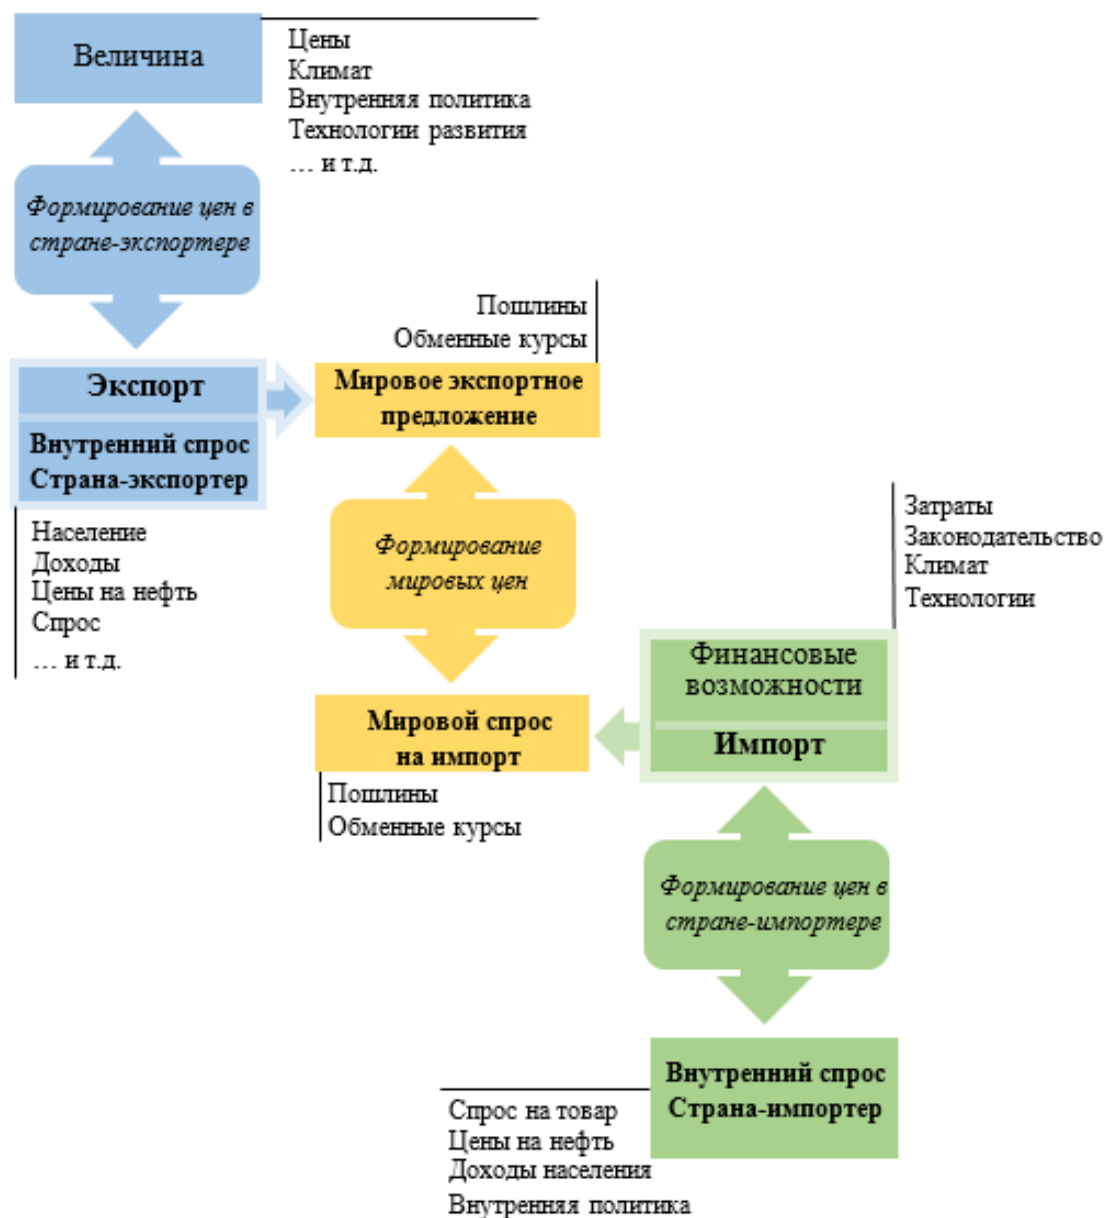 Величина
Цены
Климат
Внутренняя политика
Технологии развития
… и т.д.
Формирование цен в
стране-экспортере
Пошлины
Обменные курсы
Экспорт
Внутренний спрос
Страна-экспортер
Мировое экспортное
предложение
Население
Доходы
Цены на нефть
Спрос
… и т.д.
Формирование
мировых цен
Затраты
Законодательство
Климат
Технологии
Финансовые
возможности
Импорт
Мировой спрос
на импорт
Пошлины
Обменные курсы
Формирование цен в
стране-импортере
Внутренний спрос
Страна-импортер
Спрос на товар
Цены на нефть
Доходы населения
Внутренняя политика